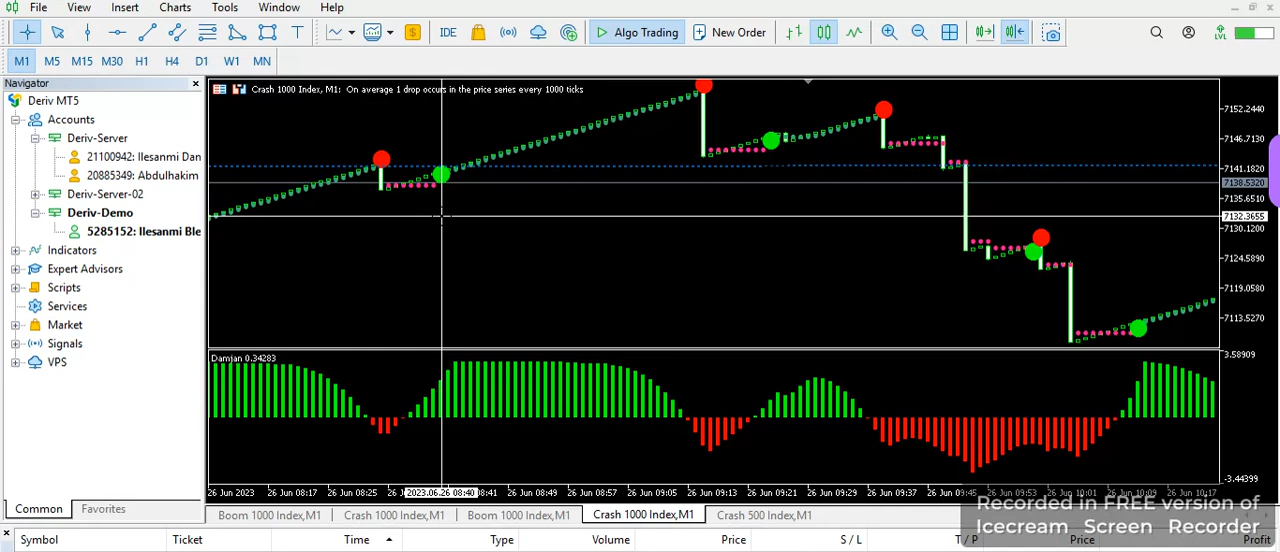 File View Insert Charts Tools Window Help
IDE Algo Trading New Order LVL
M1 M5 M15 M30 H1 H4 D1 W1 MN
Navigator
Deriv MT5
Accounts
Deriv-Server
21100942: Ilesanmi Dan
20885349: Abdulhakim
Deriv-Server-02
Deriv-Demo
5285152: Ilesanmi Ble
Indicators
Expert Advisors
Scripts
Services
Market
Signals
VPS
Common Favorites
Crash 1000 Index, M1: On average 1 drop occurs in the price series every 1000 ticks
7152.2440
7146.7130
7141.1820
7138.5320
7135.6510
7132.3655
7130.1200
7124.5890
7119.0580
7113.5270
Damjan 0.34283
3.58909
-3.44399
26 Jun 2023 26 Jun 08:17 26 Jun 08:25 26 J 2023.06.26 08:40 08:41 26 Jun 08:49 26 Jun 08:57 26 Jun 09:05 26 Jun 09:13 26 Jun 09:21 26 Jun 09:29 26 Jun 09:37 26 Jun 09:45 26 Jun 09:53 26 Jun 10:01 26 Jun 10:09 26 Jun 10:17
Boom 1000 Index,M1 Crash 1000 Index,M1 Boom 1000 Index,M1 Crash 1000 Index,M1 Crash 500 Index,M1
Recorded in FREE version of
Icecream Screen Recorder
Symbol Ticket Time Type Volume Price S / L T / P Price Profit